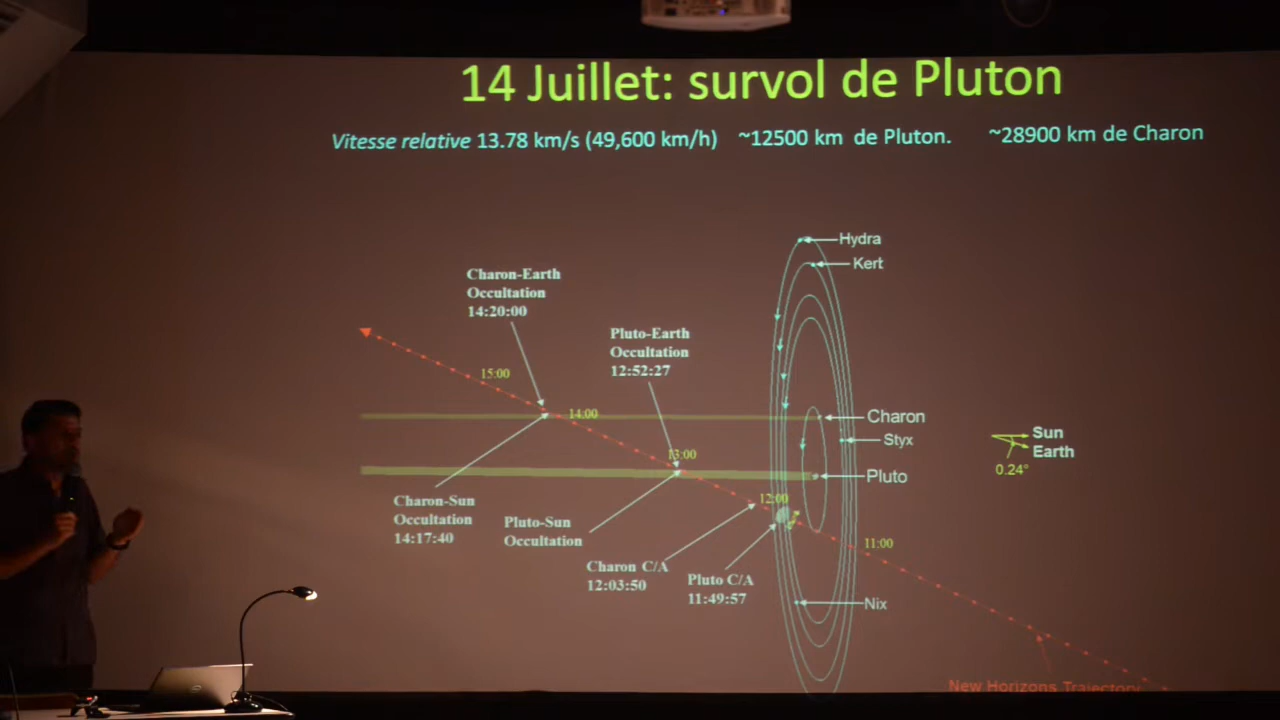 14 Juillet: survol de Pluton
Vitesse relative 13.78 km/s (49,600 km/h) ~12500 km de Pluton. ~28900 km de Charon
Hydra
Kert
Charon-Earth
Occultation
14:20:00
Pluto-Earth
Occultation
12:52:27
15:00
14:00
Charon
Styx
Sun
Earth
0.24°
13:00
Pluto
Charon-Sun
Occultation
14:17:40
12:00
Pluto-Sun
Occultation
11:00
Charon C/A
12:03:50
Pluto C/A
11:49:57
Nix
New Horizons Trajectory